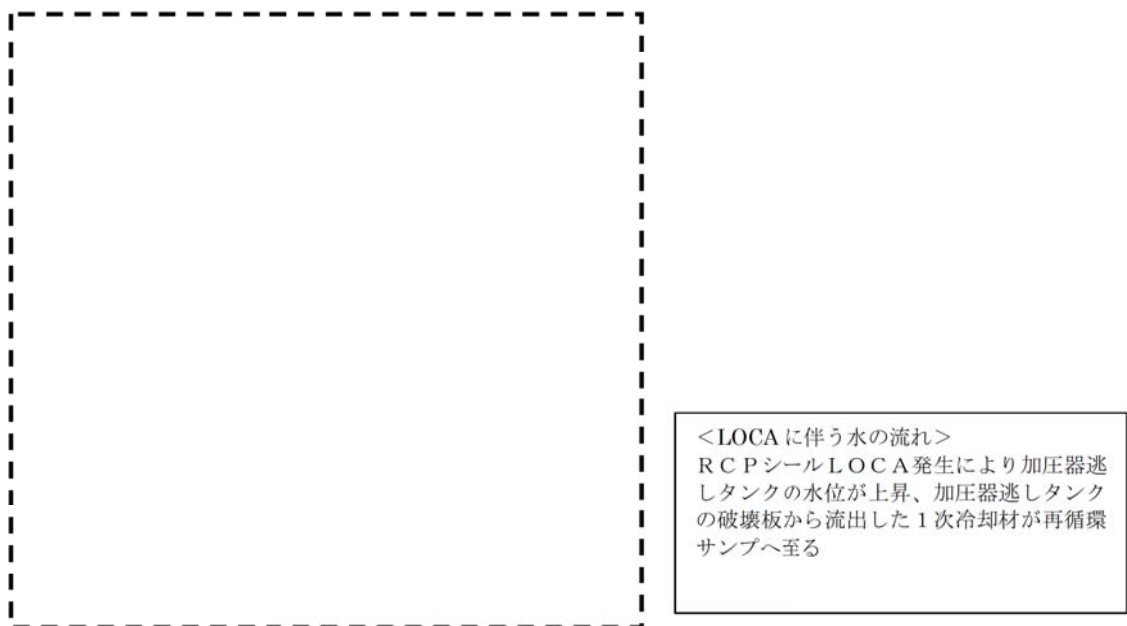 <LOCAに伴う水の流れ>
RCPシールLOCA発生により加圧器逃
しタンクの水位が上昇、加圧器逃しタンク
の破壊板から流出した1次冷却材が再循環
サンプへ至る